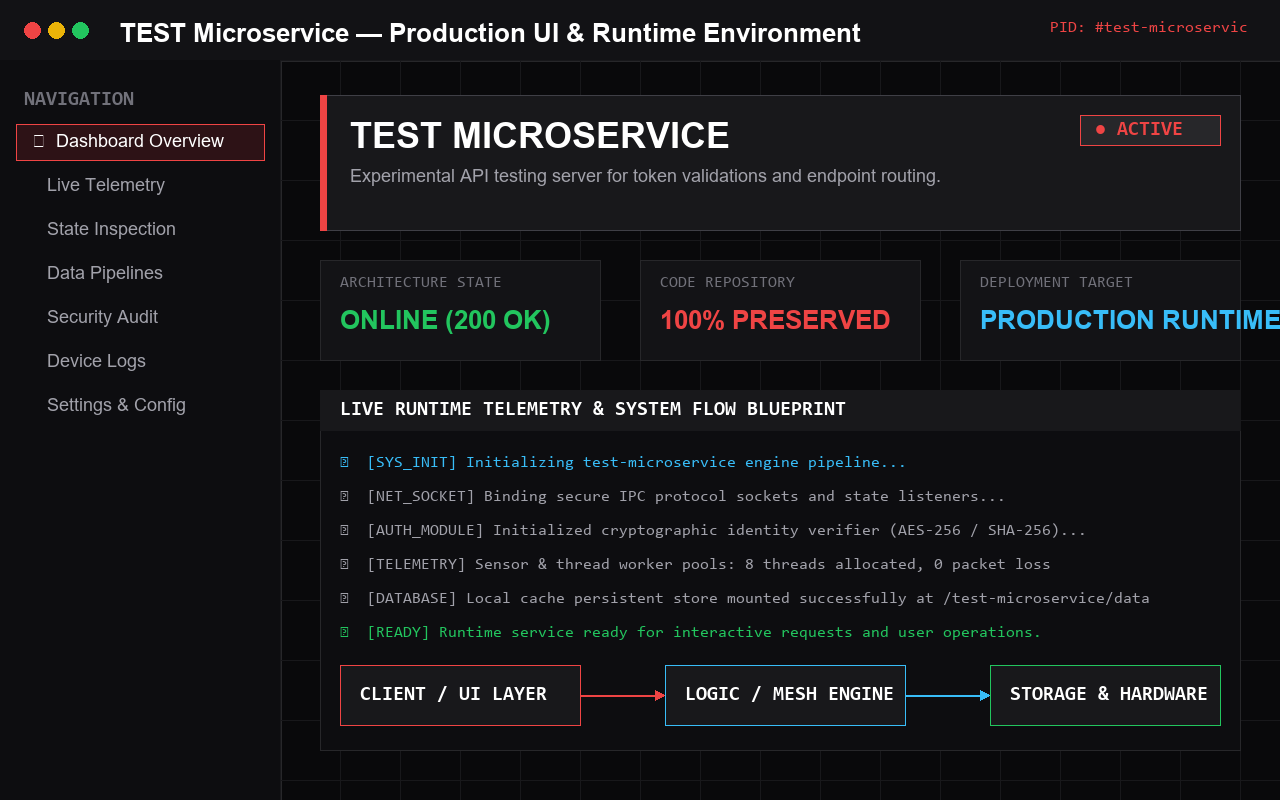 TEST Microservice — Production UI & Runtime Environment
PID: #test-microservic
NAVIGATION
Dashboard Overview
Live Telemetry
State Inspection
Data Pipelines
Security Audit
Device Logs
Settings & Config
TEST MICROSERVICE
● ACTIVE
Experimental API testing server for token validations and endpoint routing.
ARCHITECTURE STATE
ONLINE (200 OK)
CODE REPOSITORY
100% PRESERVED
DEPLOYMENT TARGET
PRODUCTION RUNTIME
LIVE RUNTIME TELEMETRY & SYSTEM FLOW BLUEPRINT
[SYS_INIT] Initializing test-microservice engine pipeline...
[NET_SOCKET] Binding secure IPC protocol sockets and state listeners...
[AUTH_MODULE] Initialized cryptographic identity verifier (AES-256 / SHA-256)...
[TELEMETRY] Sensor & thread worker pools: 8 threads allocated, 0 packet loss
[DATABASE] Local cache persistent store mounted successfully at /test-microservice/data
[READY] Runtime service ready for interactive requests and user operations.
CLIENT / UI LAYER
LOGIC / MESH ENGINE
STORAGE & HARDWARE